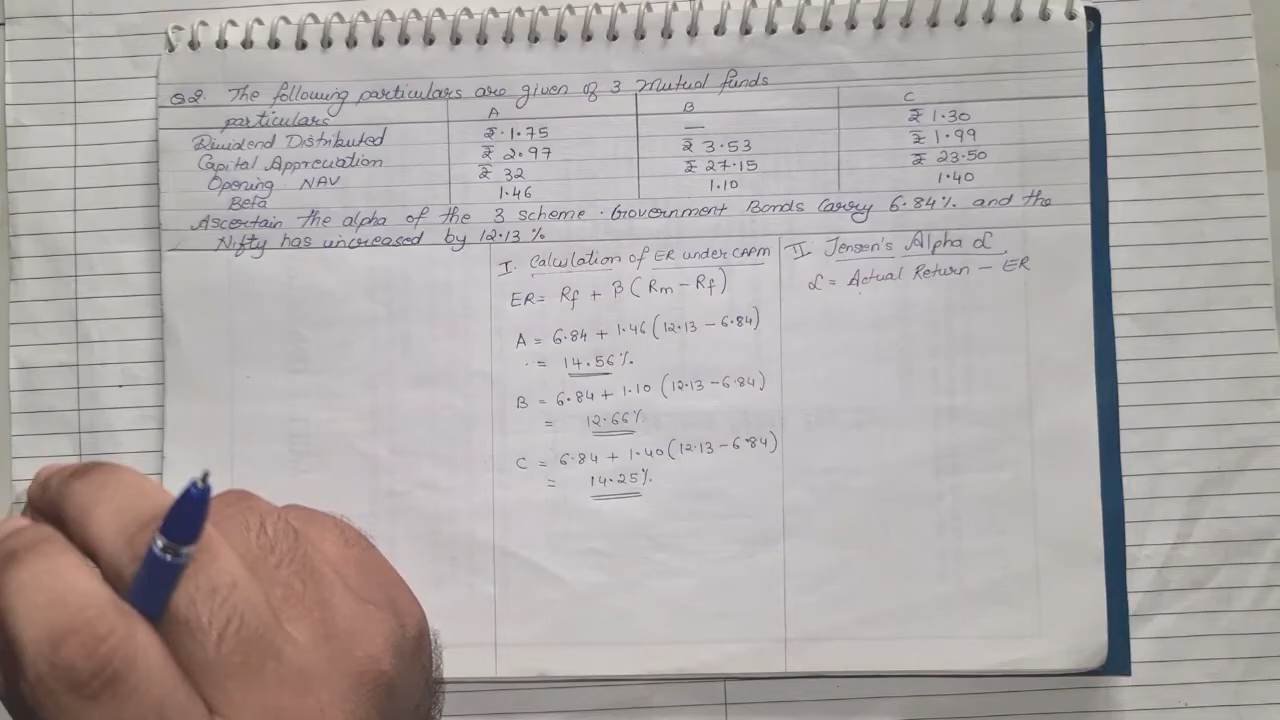 Q2. The following particulars are given of 3 Mutual funds
particulars A B C
Dividend Distributed ₹ 1.75 — ₹ 1.30
Capital Appreciation ₹ 2.97 ₹ 3.53 ₹ 1.99
Opening NAV ₹ 32 ₹ 27.15 ₹ 23.50
Beta 1.46 1.10 1.40
Ascertain the alpha of the 3 scheme. Government Bonds Carry 6.84% and the
Nifty has increased by 12.13 %
I. Calculation of ER under CAPM
ER = Rf + β (Rm – Rf)
A = 6.84 + 1.46 (12.13 – 6.84)
= 14.56%
B = 6.84 + 1.10 (12.13 – 6.84)
= 12.66%
C = 6.84 + 1.40 (12.13 – 6.84)
= 14.25%
II Jensen's Alpha α
α = Actual Return – ER